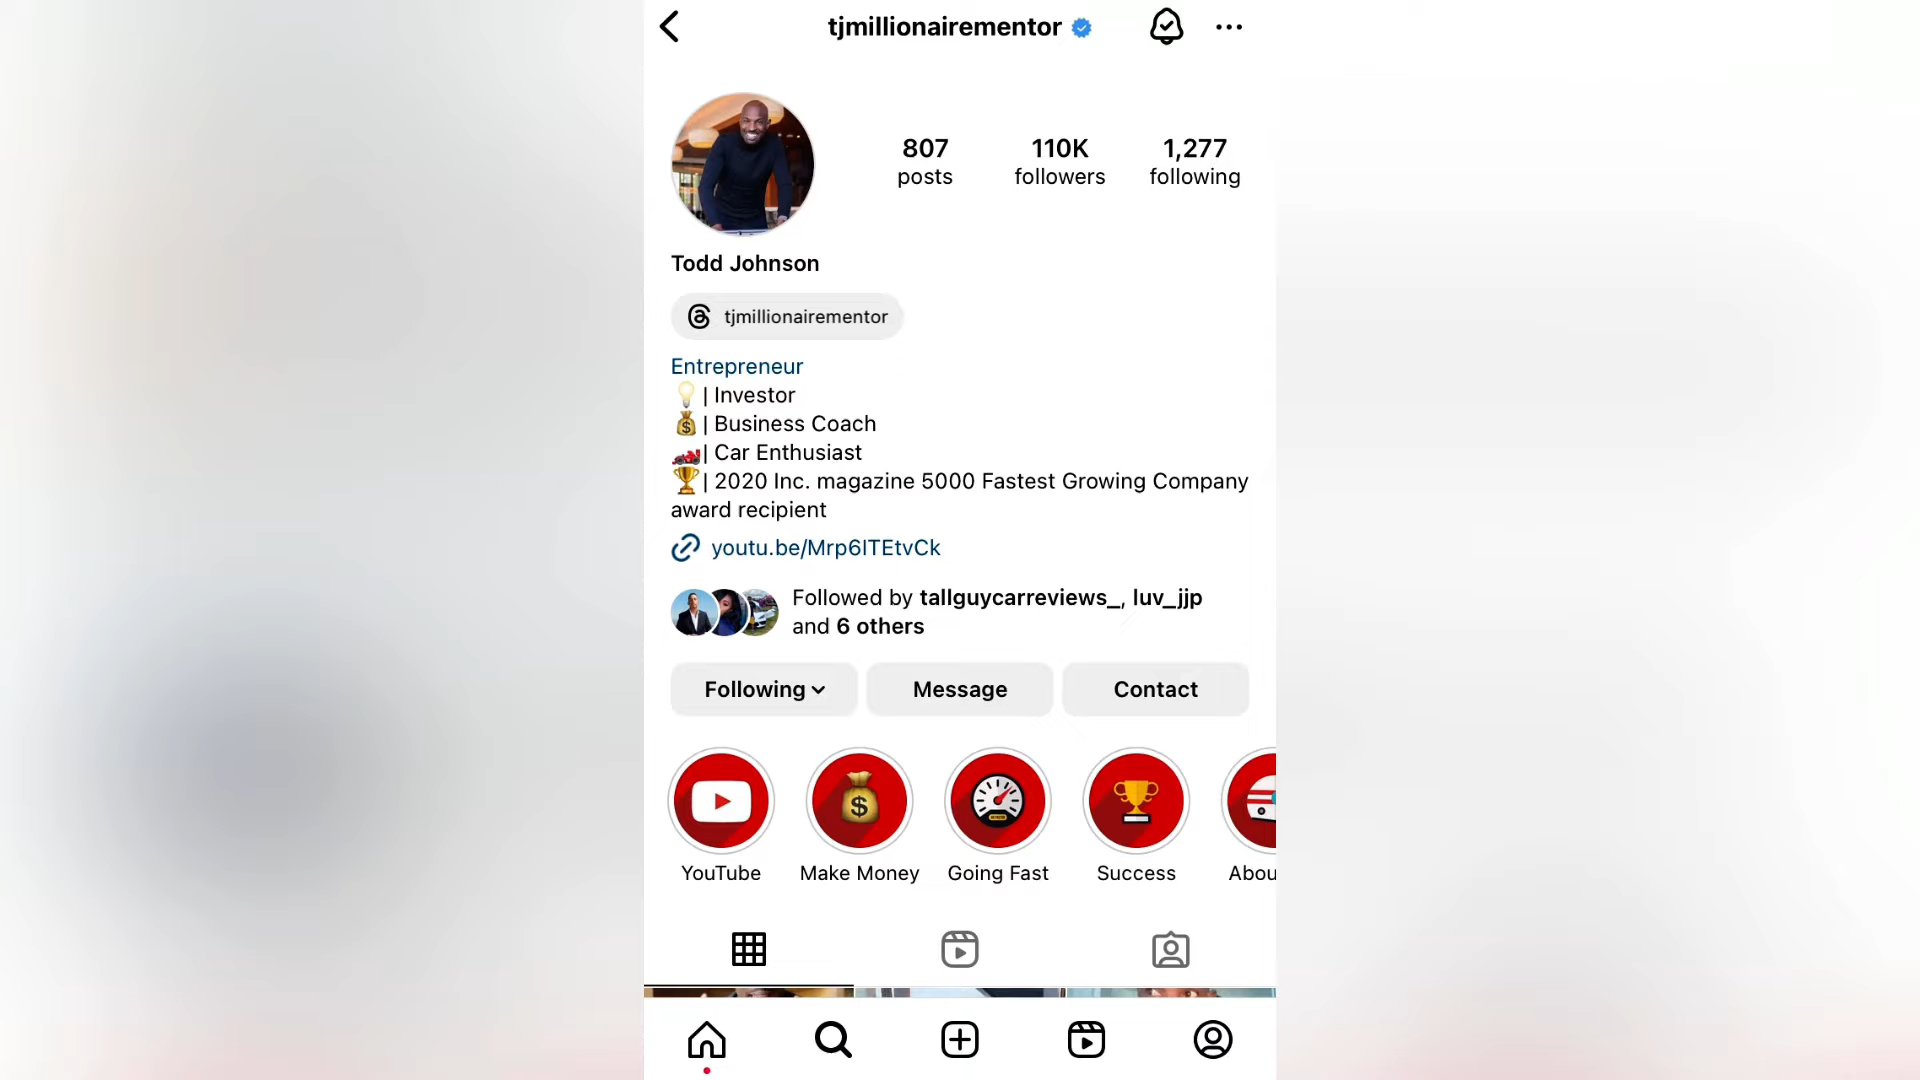 tjmillionairementor
807
posts
110K
followers
1,277
following
Todd Johnson
tjmillionairementor
Entrepreneur
💡| Investor
💰| Business Coach
🏎️| Car Enthusiast
🏆| 2020 Inc. magazine 5000 Fastest Growing Company
award recipient
youtu.be/Mrp6ITEtvCk
Followed by tallguycarreviews_, luv_jjp
and 6 others
Following
Message
Contact
YouTube
Make Money
Going Fast
Success
Abou